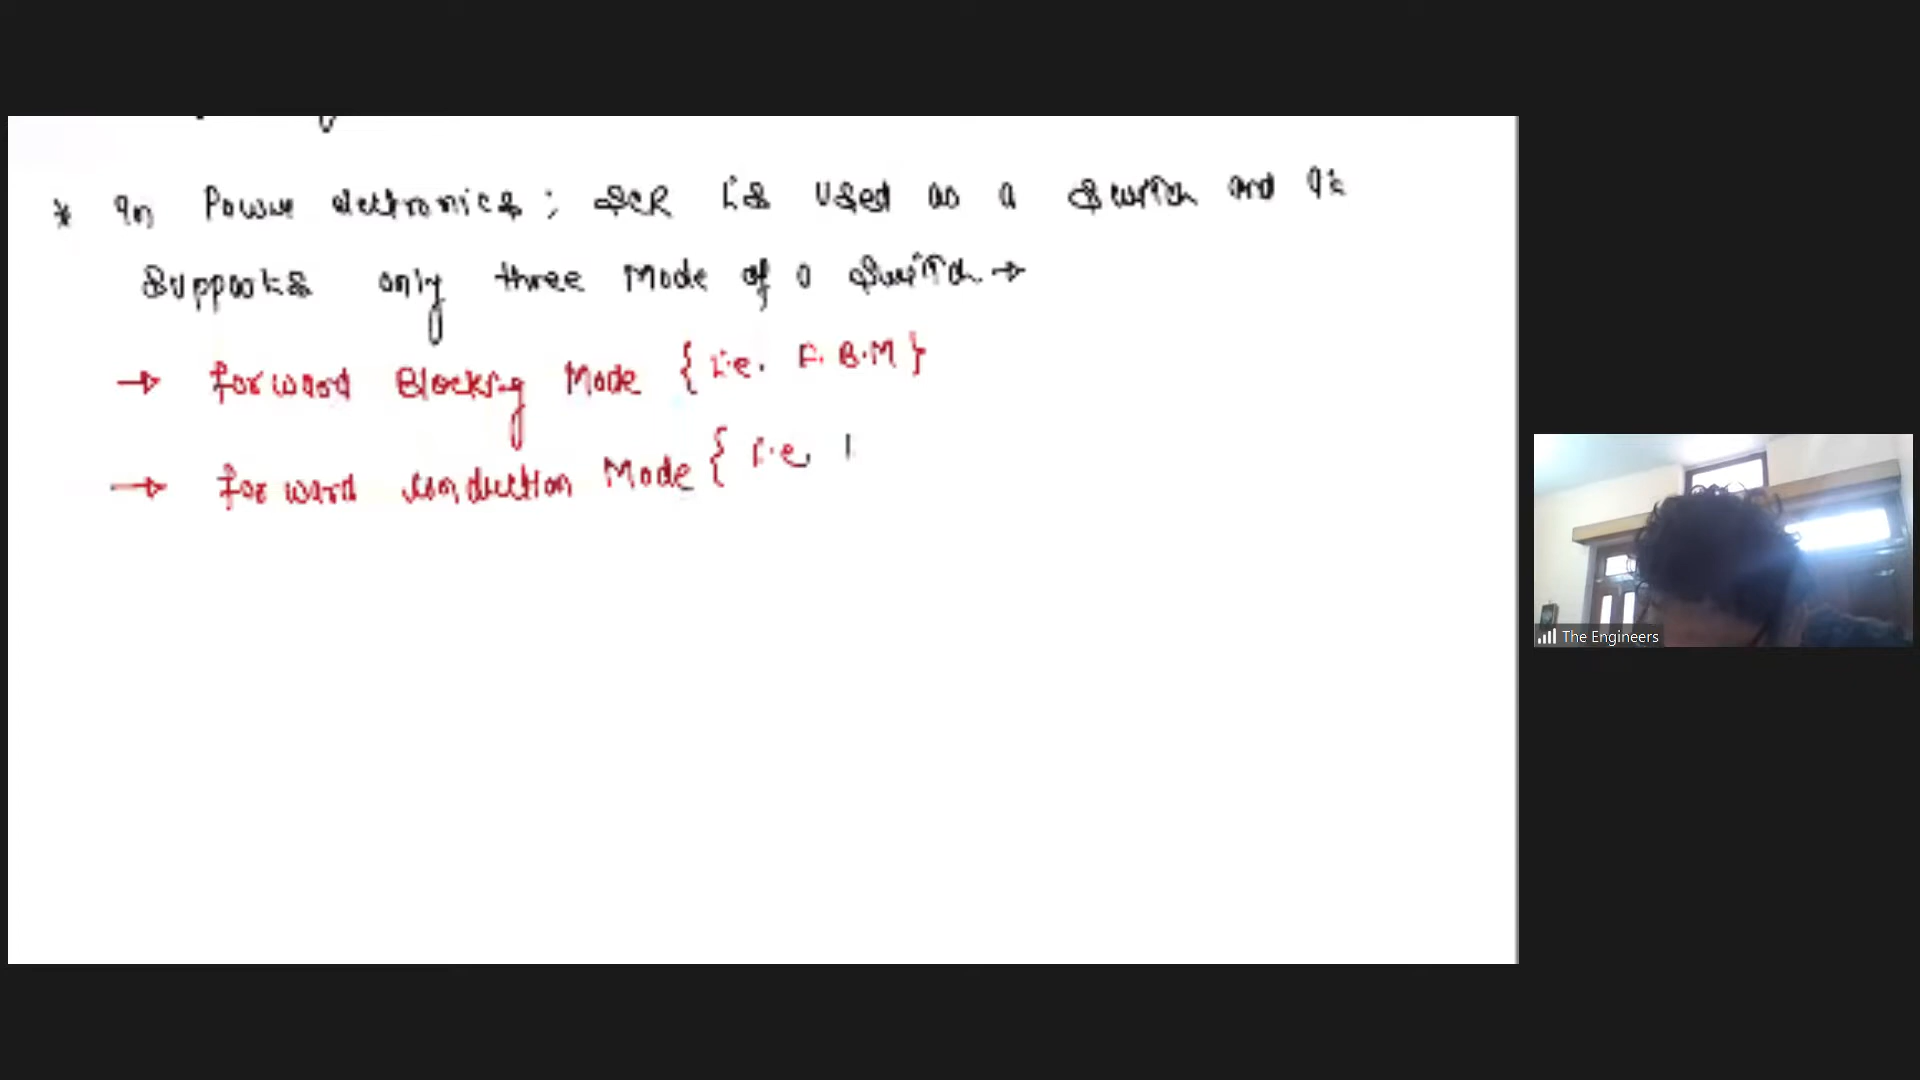 * In Power electronics; SCR is used as a switch and it
supports only three Mode of a switch →
→ forward Blocking Mode { i.e. F.B.M }
→ forward conduction Mode { i.e.
The Engineers